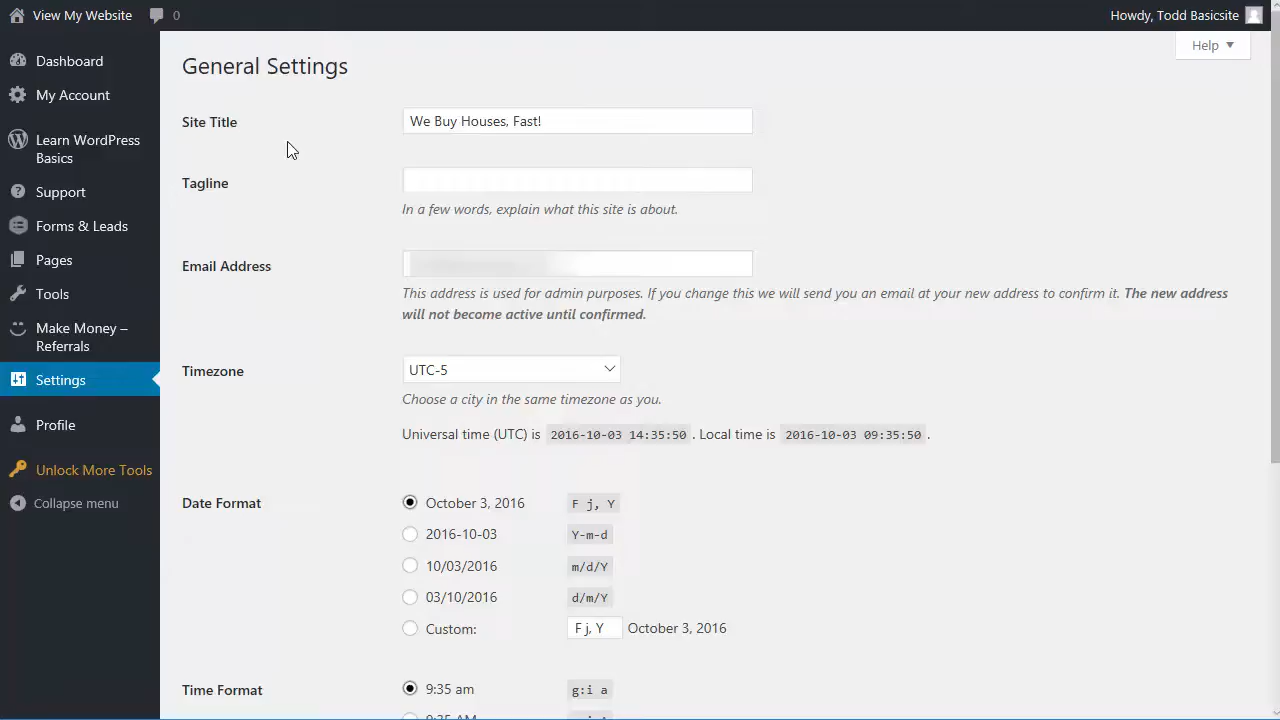 View My Website 0 Howdy, Todd Basicsite
Help
Dashboard
My Account
Learn WordPress
Basics
Support
Forms & Leads
Pages
Tools
Make Money –
Referrals
Settings
Profile
Unlock More Tools
Collapse menu
General Settings
Site Title We Buy Houses, Fast!
Tagline
In a few words, explain what this site is about.
Email Address
This address is used for admin purposes. If you change this we will send you an email at your new address to confirm it. The new address
will not become active until confirmed.
Timezone UTC-5
Choose a city in the same timezone as you.
Universal time (UTC) is 2016-10-03 14:35:50 . Local time is 2016-10-03 09:35:50 .
Date Format October 3, 2016 F j, Y
2016-10-03 Y-m-d
10/03/2016 m/d/Y
03/10/2016 d/m/Y
Custom: F j, Y October 3, 2016
Time Format 9:35 am g:i a